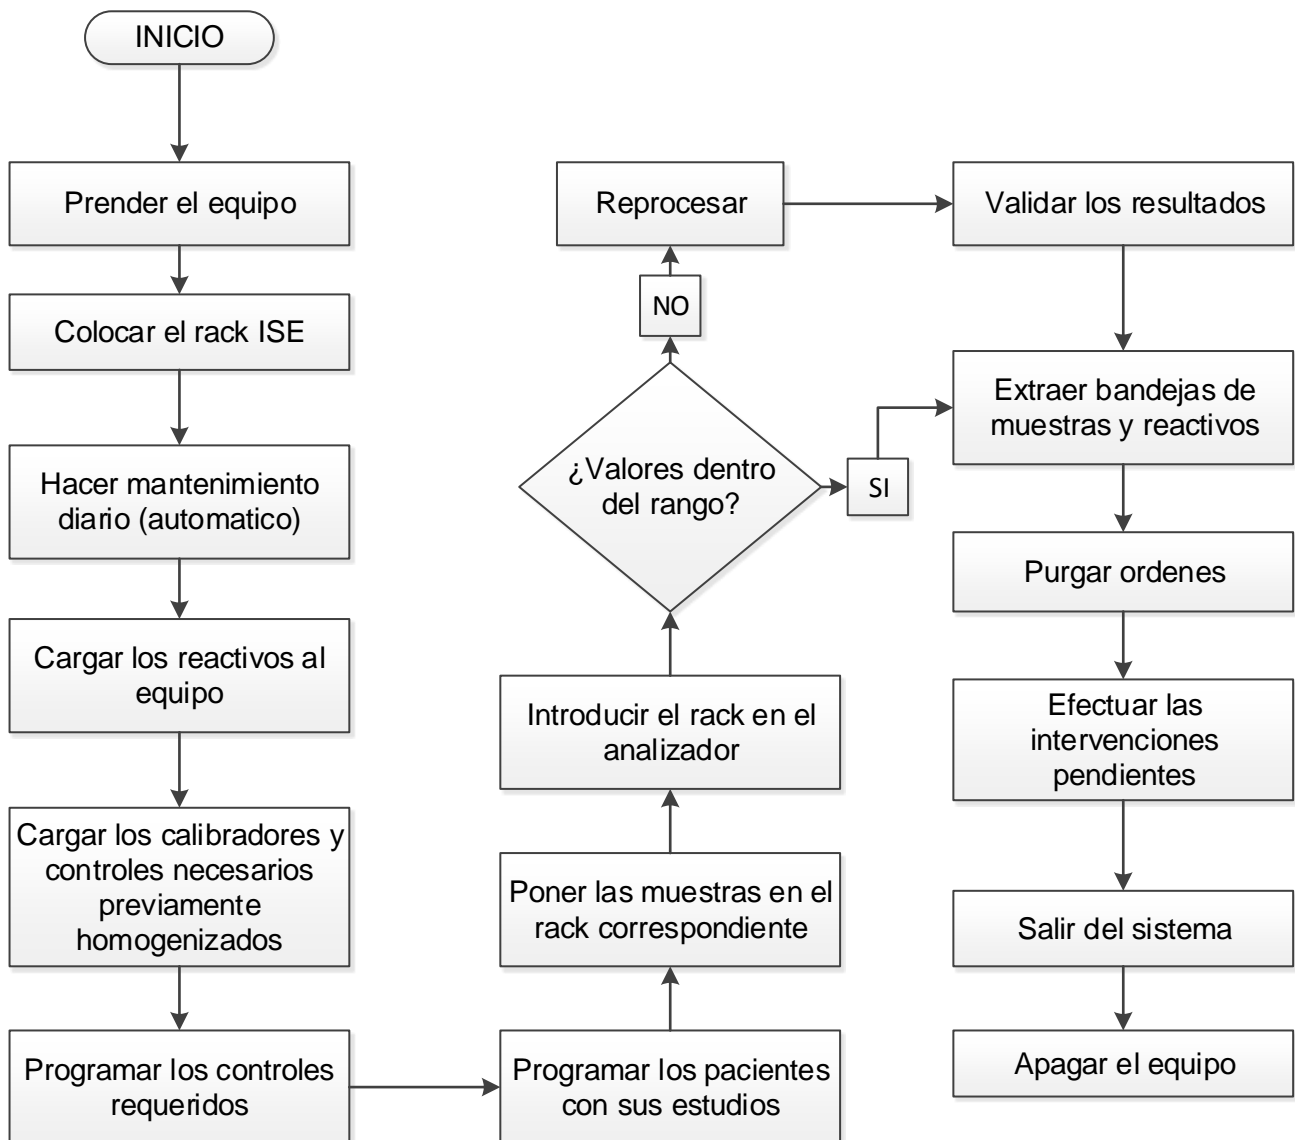 INICIO
Prender el equipo
Colocar el rack ISE
Hacer mantenimiento
diario (automatico)
Cargar los reactivos al
equipo
Cargar los calibradores y
controles necesarios
previamente
homogenizados
Programar los controles
requeridos
Programar los pacientes
con sus estudios
Poner las muestras en el
rack correspondiente
Introducir el rack en el
analizador
¿Valores dentro
del rango?
NO
Reprocesar
SI
Validar los resultados
Extraer bandejas de
muestras y reactivos
Purgar ordenes
Efectuar las
intervenciones
pendientes
Salir del sistema
Apagar el equipo